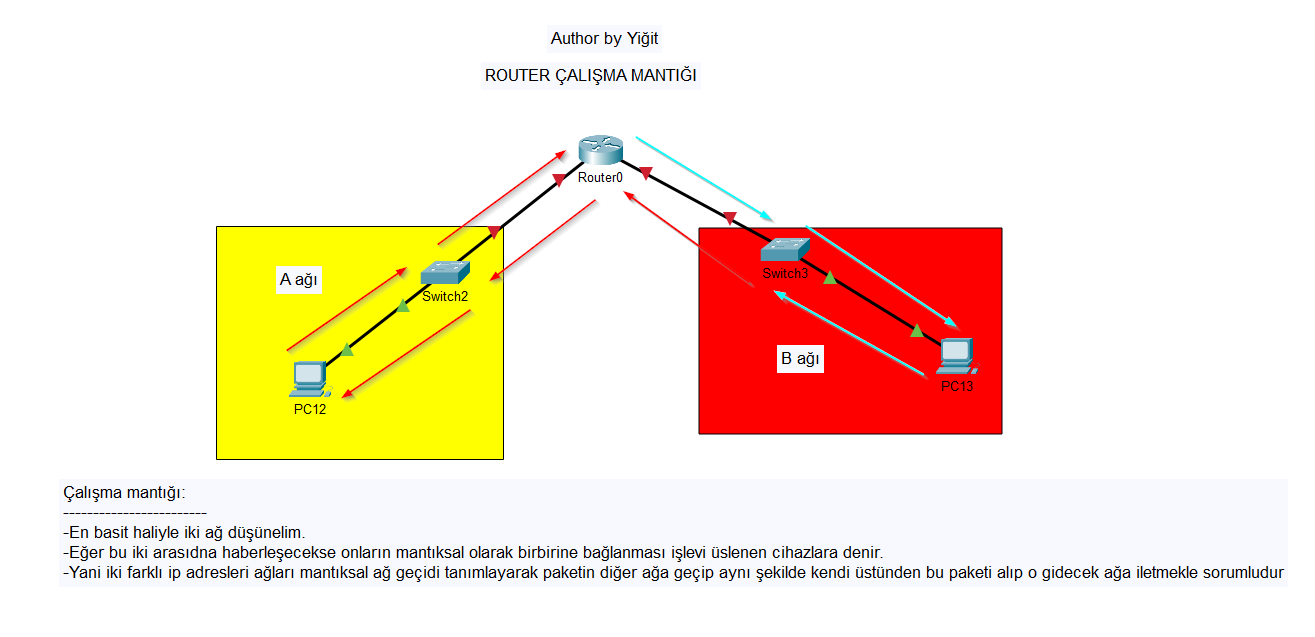 Author by Yiğit
ROUTER ÇALIŞMA MANTIĞI
Router0
A ağı
Switch2
PC12
Switch3
B ağı
PC13
Çalışma mantığı:
------------------------
-En basit haliyle iki ağ düşünelim.
-Eğer bu iki arasıdna haberleşecekse onların mantıksal olarak birbirine bağlanması işlevi üslenen cihazlara denir.
-Yani iki farklı ip adresleri ağları mantıksal ağ geçidi tanımlayarak paketin diğer ağa geçip aynı şekilde kendi üstünden bu paketi alıp o gidecek ağa iletmekle sorumludur